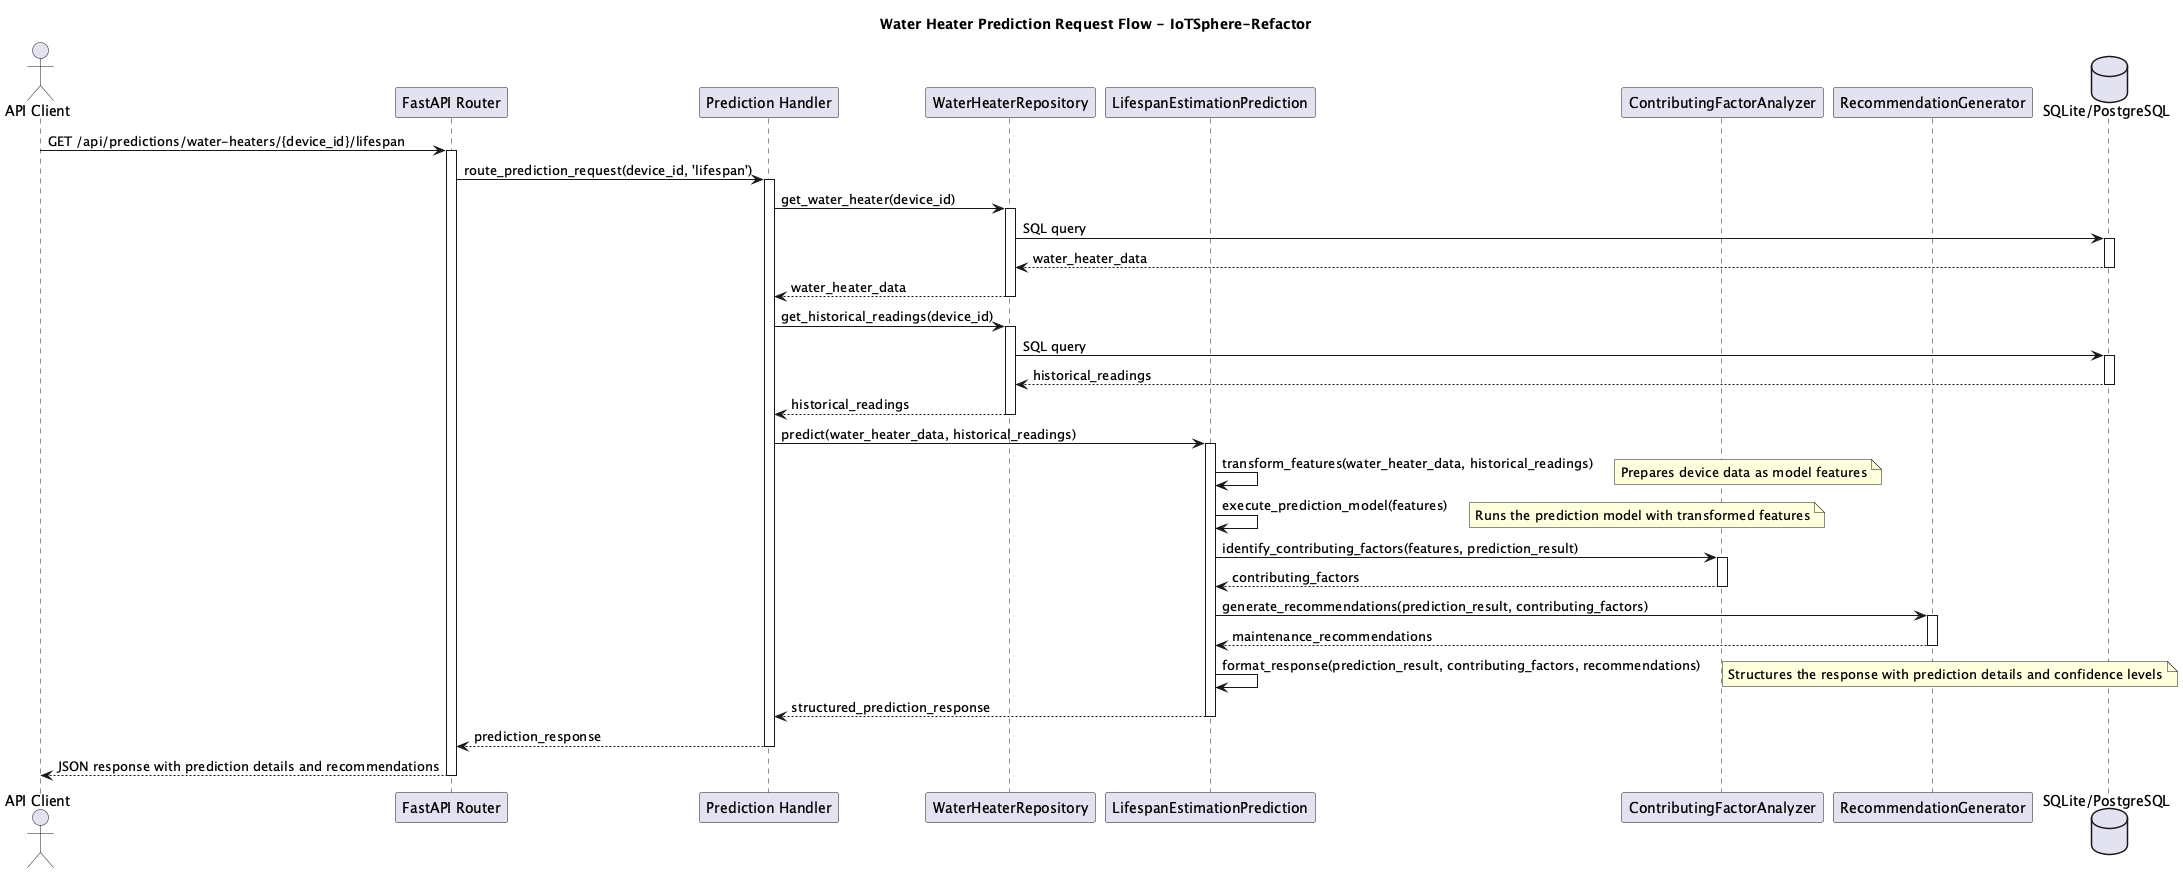 Water Heater Prediction Request Flow - IoTSphere-Refactor
API Client
FastAPI Router
Prediction Handler
WaterHeaterRepository
LifespanEstimationPrediction
ContributingFactorAnalyzer
RecommendationGenerator
SQLite/PostgreSQL
GET /api/predictions/water-heaters/{device_id}/lifespan
route_prediction_request(device_id, 'lifespan')
get_water_heater(device_id)
SQL query
water_heater_data
water_heater_data
get_historical_readings(device_id)
SQL query
historical_readings
historical_readings
predict(water_heater_data, historical_readings)
transform_features(water_heater_data, historical_readings)
Prepares device data as model features
execute_prediction_model(features)
Runs the prediction model with transformed features
identify_contributing_factors(features, prediction_result)
contributing_factors
generate_recommendations(prediction_result, contributing_factors)
maintenance_recommendations
format_response(prediction_result, contributing_factors, recommendations)
Structures the response with prediction details and confidence levels
structured_prediction_response
prediction_response
JSON response with prediction details and recommendations
API Client
FastAPI Router
Prediction Handler
WaterHeaterRepository
LifespanEstimationPrediction
ContributingFactorAnalyzer
RecommendationGenerator
SQLite/PostgreSQL